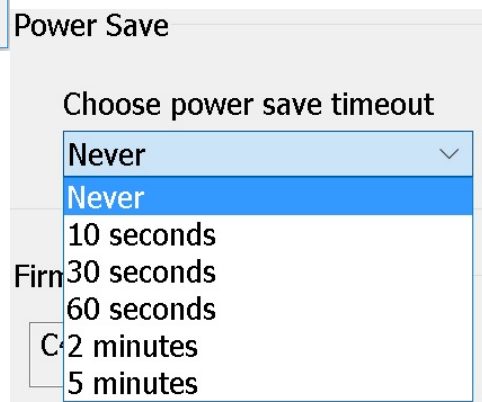 Power Save
Choose power save timeout
Never
Never
10 seconds
30 seconds
60 seconds
2 minutes
5 minutes